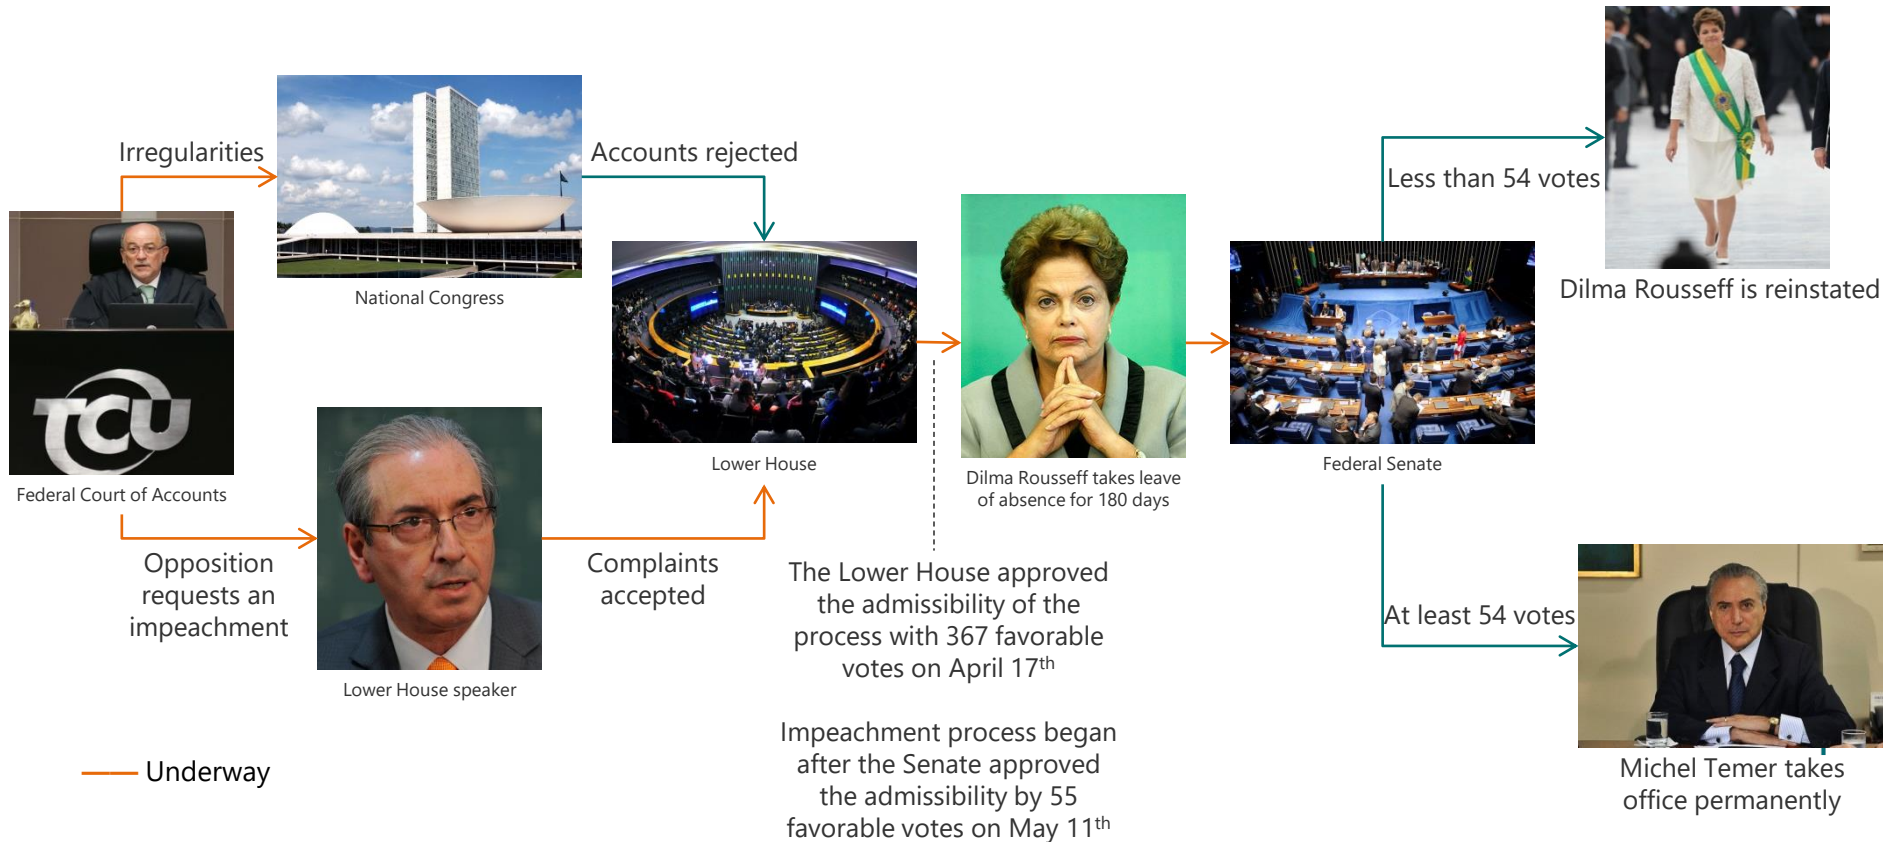 Irregularities
Accounts rejected
National Congress
TCU
Federal Court of Accounts
Opposition
requests an
impeachment
Lower House speaker
Complaints
accepted
Lower House
The Lower House approved
the admissibility of the
process with 367 favorable
votes on April 17th
Impeachment process began
after the Senate approved
the admissibility by 55
favorable votes on May 11th
Dilma Rousseff takes leave
of absence for 180 days
Federal Senate
Less than 54 votes
Dilma Rousseff is reinstated
At least 54 votes
Michel Temer takes
office permanently
Underway